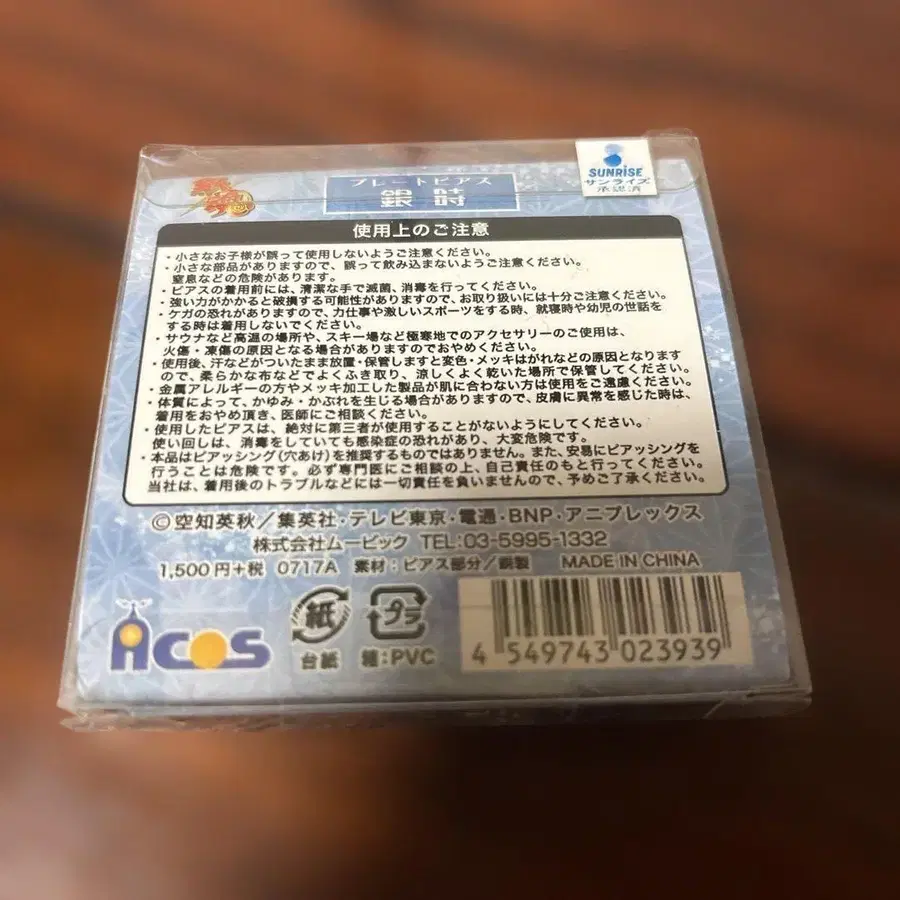 銀魂
SUNRISE
サンライズ
承認済
プレートピアス
銀時
使用上のご注意
・小さなお子様が誤って使用しないようご注意ください。
・小さな部品がありますので、誤って飲み込まないようご注意ください。
窒息などの危険があります。
・ピアスの着用前には、清潔な手で滅菌、消毒を行ってください。
・強い力がかかると破損する可能性がありますので、お取り扱いには十分ご注意ください。
・ケガの恐れがありますので、力仕事や激しいスポーツをする時、就寝時や幼児の世話を
する時は着用しないでください。
・サウナなど高温の場所や、スキー場など極寒地でのアクセサリーのご使用は、
火傷・凍傷の原因となる場合がありますのでおやめください。
・使用後、汗などがついたまま放置・保管しますと変色・メッキはがれなどの原因となります
ので、柔らかな布などでよくふき取り、涼しくよく乾いた場所で保管してください。
・金属アレルギーの方やメッキ加工した製品が肌に合わない方は使用をご遠慮ください。
・体質によって、かゆみ・かぶれを生じる場合がありますので、皮膚に異常を感じた時は、
着用をおやめ頂き、医師にご相談ください。
・使用したピアスは、絶対に第三者が使用することがないようにしてください。
使い回しは、消毒をしていても感染症の恐れがあり、大変危険です。
・本品はピアッシング(穴あけ)を推奨するものではありません。また、安易にピアッシングを
行うことは危険です。必ず専門医にご相談の上、自己責任のもと行ってください。
当社は、着用後のトラブルなどには一切責任を負いませんので、予めご了承ください。
©空知英秋/集英社・テレビ東京・電通・BNP・アニプレックス
株式会社ムービック TEL:03-5995-1332
1,500円+税 0717A 素材:ピアス部分/銅製 MADE IN CHINA
acos
紙
台紙
プラ
箱:PVC
4 549743 023939